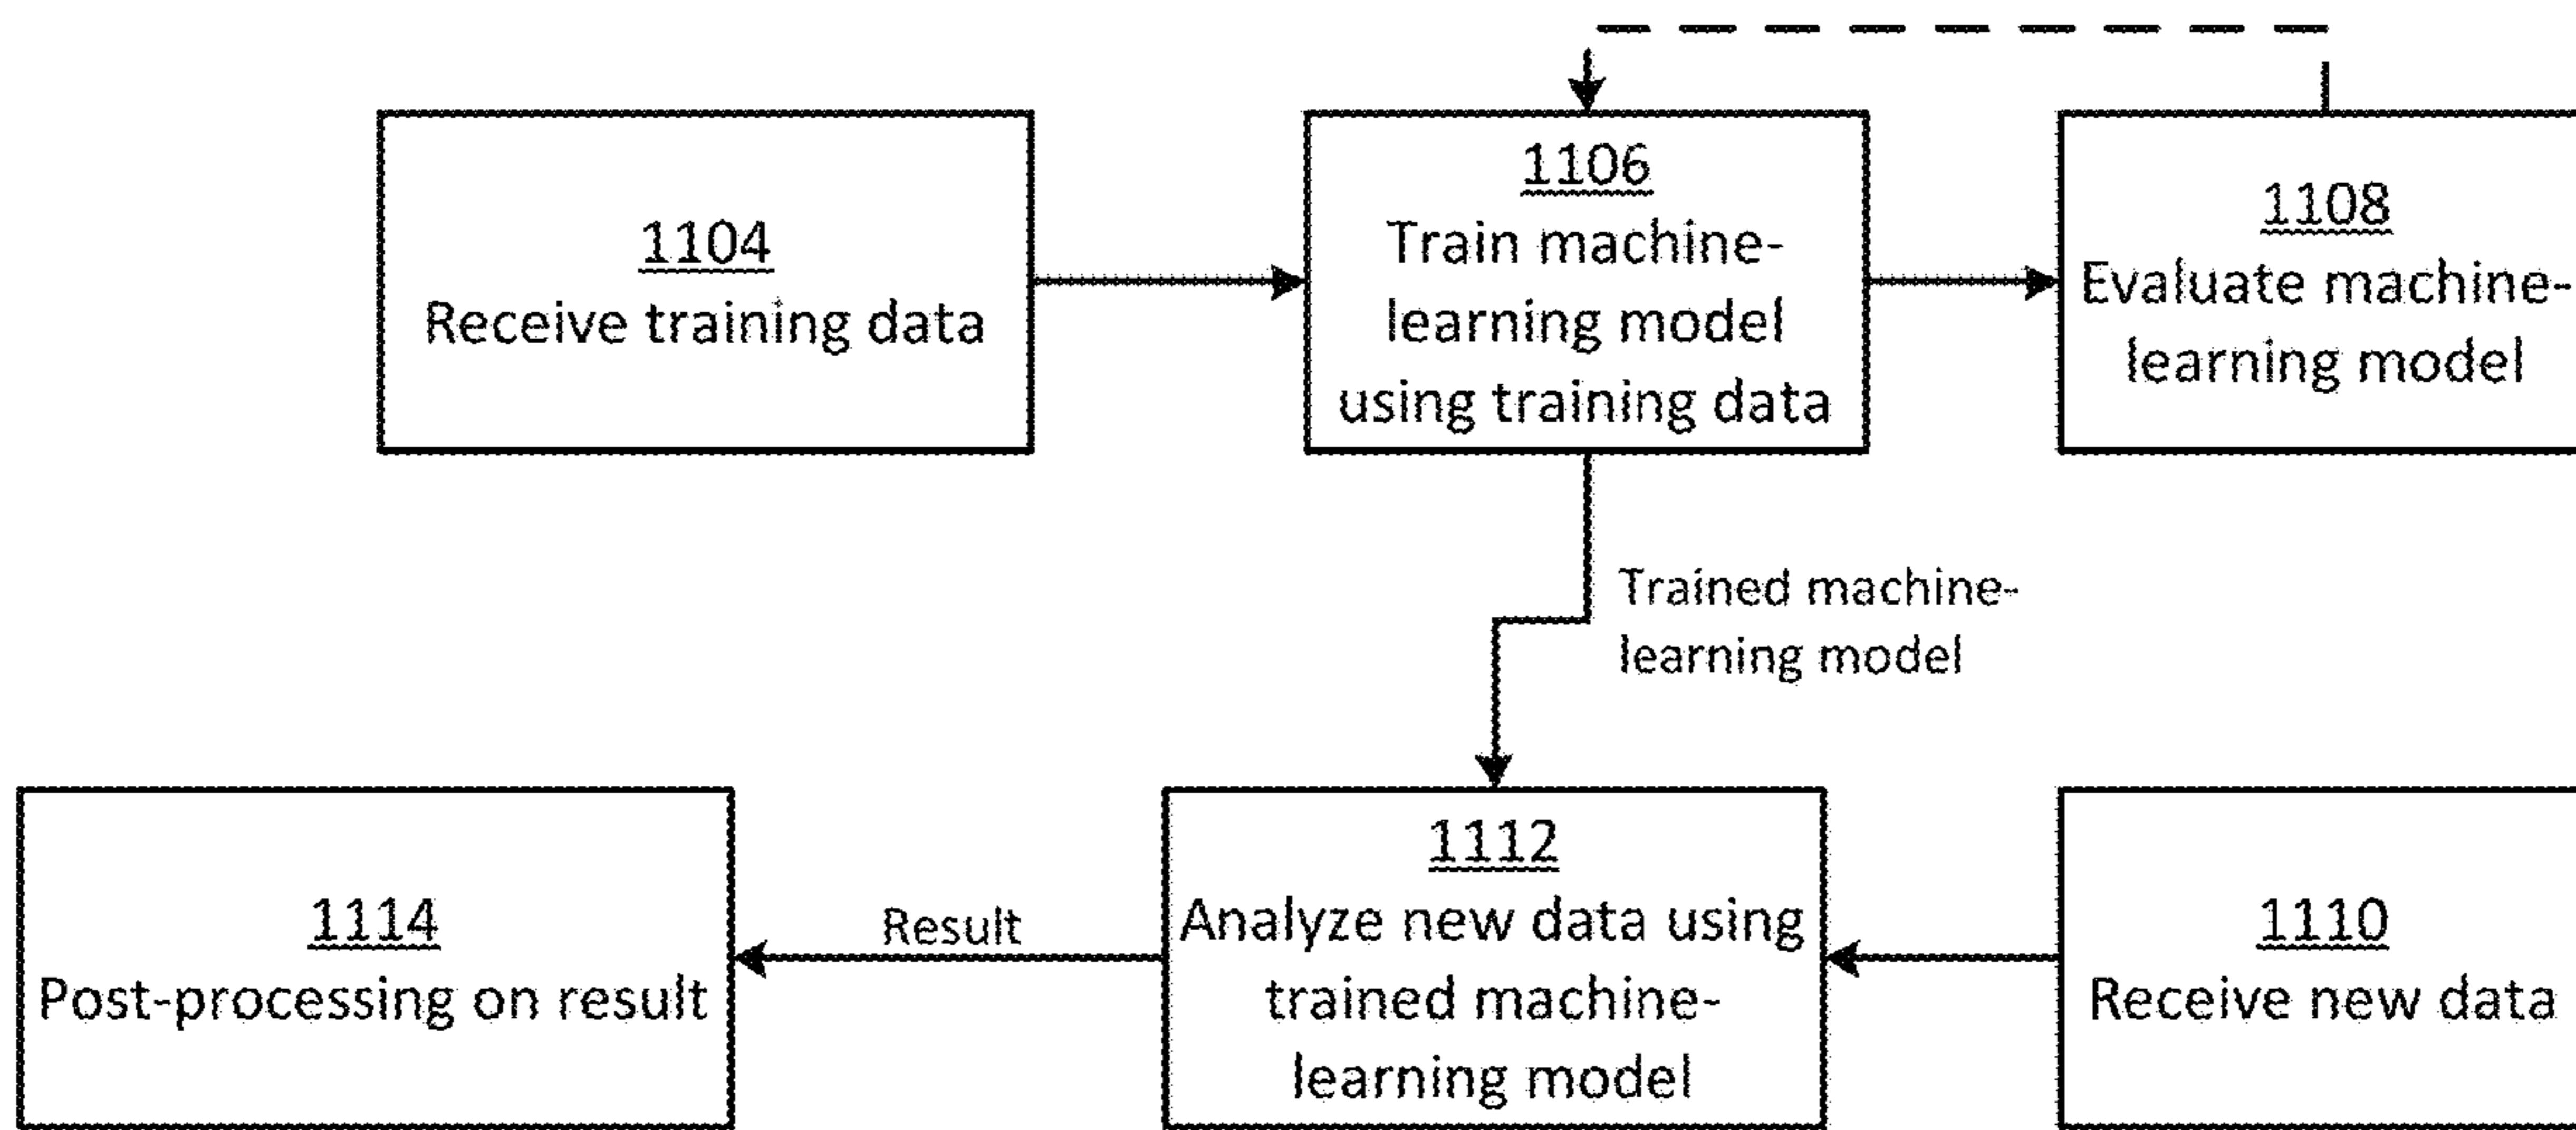 1104
Receive training data
1106
Train machine-
learning model
using training data
1108
Evaluate machine-
learning model
Trained machine-
learning model
1114
Post-processing on result
Result
1112
Analyze new data using
trained machine-
learning model
1110
Receive new data